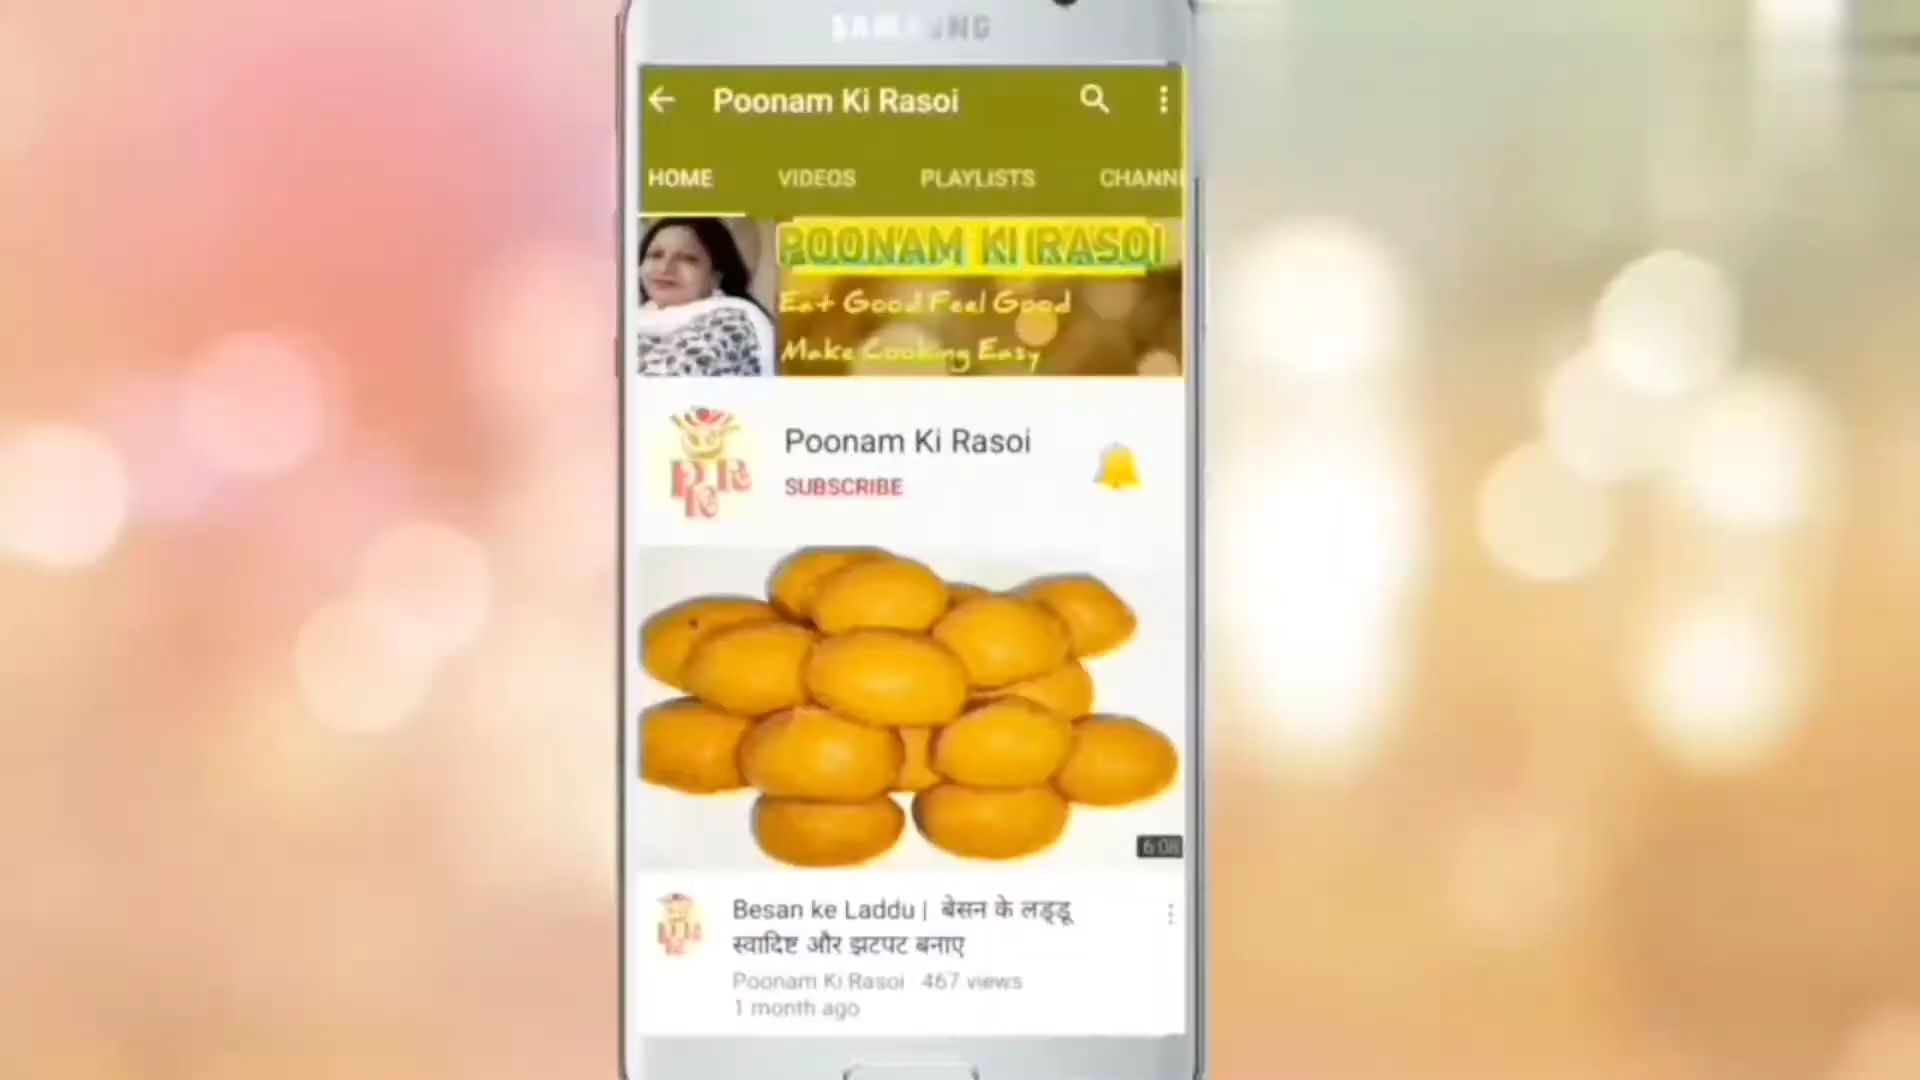 SAMSUNG
Poonam Ki Rasoi
HOME VIDEOS PLAYLISTS CHANN
POONAM KI RASOI
Eat Good Feel Good
Make Cooking Easy
PKR
Poonam Ki Rasoi
SUBSCRIBE
6:08
Besan ke Laddu | बेसन के लड्डू
स्वादिष्ट और झटपट बनाए
Poonam Ki Rasoi 467 views
1 month ago